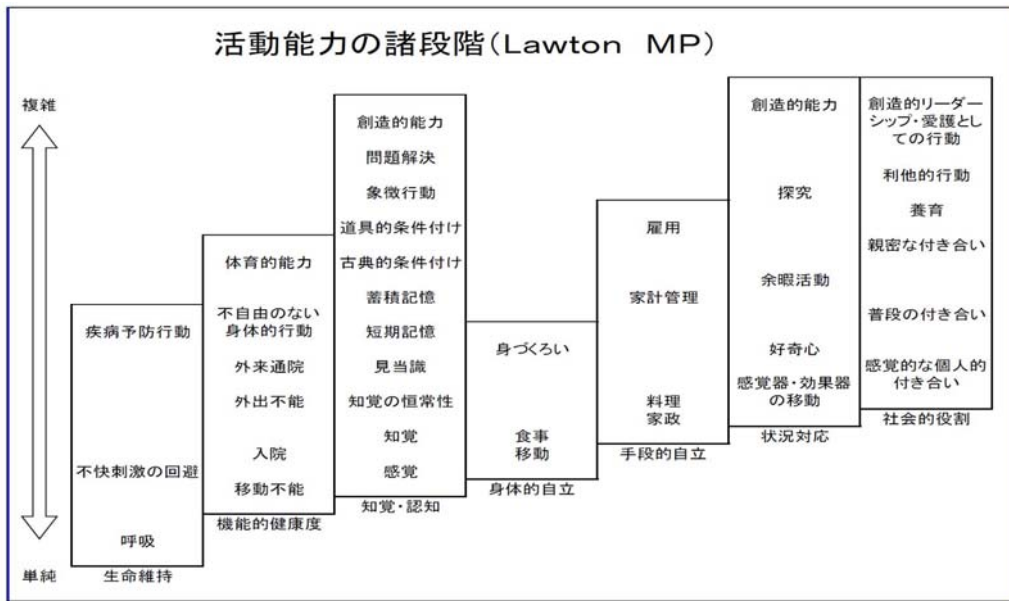 活動能力の諸段階(Lawton MP)
複雑
単純
疾病予防行動
不快刺激の回避
呼吸
生命維持
体育的能力
不自由のない
身体的行動
外来通院
外出不能
入院
移動不能
機能的健康度
創造的能力
問題解決
象徴行動
道具的条件付け
古典的条件付け
蓄積記憶
短期記憶
見当識
知覚の恒常性
知覚
感覚
知覚・認知
身づくろい
食事
移動
身体的自立
雇用
家計管理
料理
家政
手段的自立
創造的能力
探究
余暇活動
好奇心
感覚器・効果器
の移動
状況対応
創造的リーダー
シップ・愛護とし
ての行動
利他的行動
養育
親密な付き合い
普段の付き合い
感覚的な個人的
付き合い
社会的役割